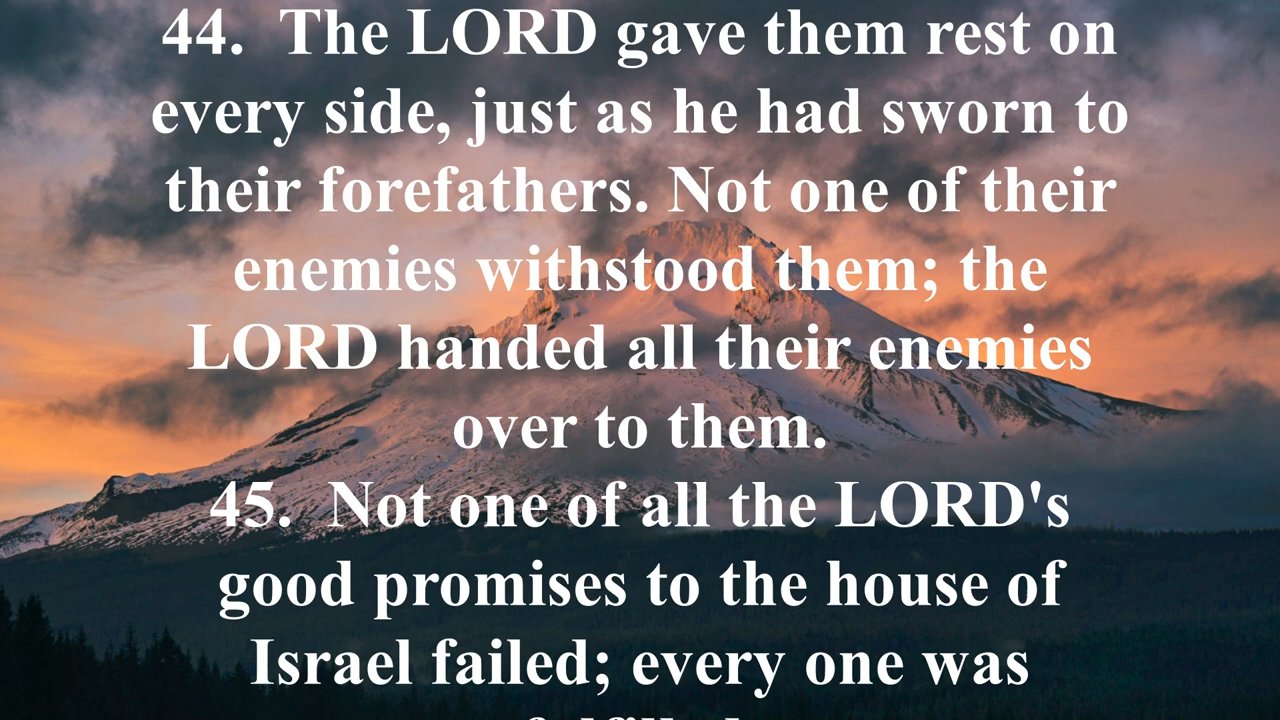 44.  The LORD gave them rest on
every side, just as he had sworn to
their forefathers. Not one of their
enemies withstood them; the
LORD handed all their enemies
over to them.
45.  Not one of all the LORD's
good promises to the house of
Israel failed; every one was